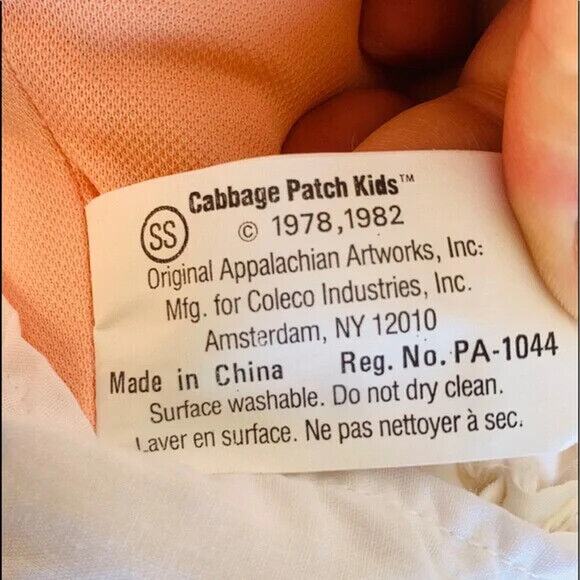 Cabbage Patch Kids™
SS © 1978,1982
Original Appalachian Artworks, Inc:
Mfg. for Coleco Industries, Inc.
Amsterdam, NY 12010
Made in China Reg. No. PA-1044
Surface washable. Do not dry clean.
Laver en surface. Ne pas nettoyer à sec.